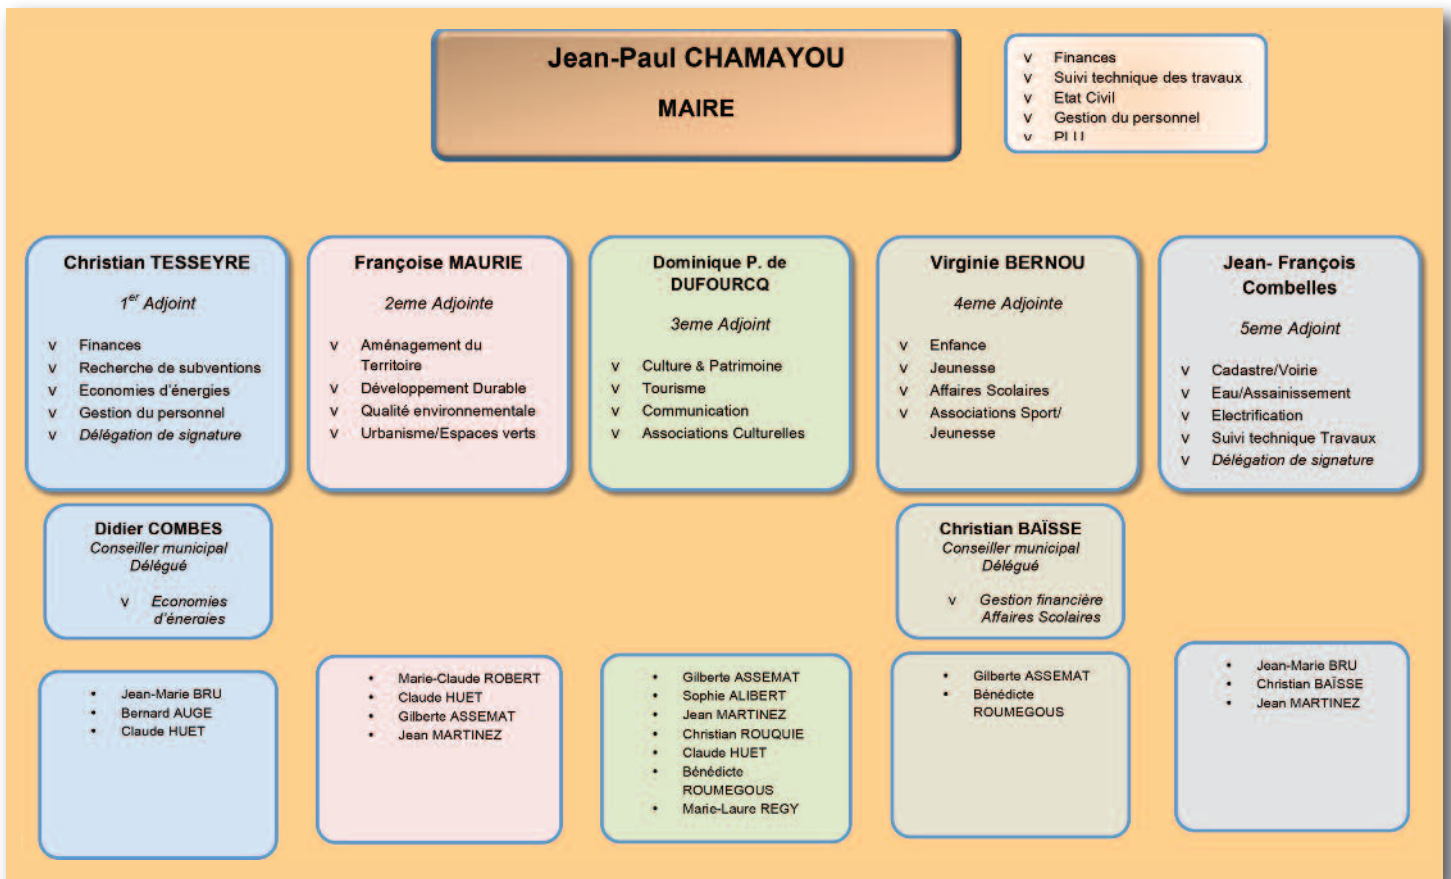 Jean-Paul CHAMAYOU
MAIRE
v Finances
v Suivi technique des travaux
v Etat Civil
v Gestion du personnel
v PLU
Christian TESSEYRE
1er Adjoint
v Finances
v Recherche de subventions
v Economies d'énergies
v Gestion du personnel
v Délégation de signature
Françoise MAURIE
2eme Adjointe
v Aménagement du
Territoire
v Développement Durable
v Qualité environnementale
v Urbanisme/Espaces verts
Dominique P. de
DUFOURCQ
3eme Adjoint
v Culture & Patrimoine
v Tourisme
v Communication
v Associations Culturelles
Virginie BERNOU
4eme Adjointe
v Enfance
v Jeunesse
v Affaires Scolaires
v Associations Sport/
Jeunesse
Jean- François
Combelles
5eme Adjoint
v Cadastre/Voirie
v Eau/Assainissement
v Electrification
v Suivi technique Travaux
v Délégation de signature
Didier COMBES
Conseiller municipal
Délégué
v Economies
d'énergies
Christian BAÏSSE
Conseiller municipal
Délégué
v Gestion financière
Affaires Scolaires
• Jean-Marie BRU
• Bernard AUGE
• Claude HUET
• Marie-Claude ROBERT
• Claude HUET
• Gilberte ASSEMAT
• Jean MARTINEZ
• Gilberte ASSEMAT
• Sophie ALIBERT
• Jean MARTINEZ
• Christian ROUQUIE
• Claude HUET
• Bénédicte
ROUMEGOUS
• Marie-Laure REGY
• Gilberte ASSEMAT
• Bénédicte
ROUMEGOUS
• Jean-Marie BRU
• Christian BAÏSSE
• Jean MARTINEZ